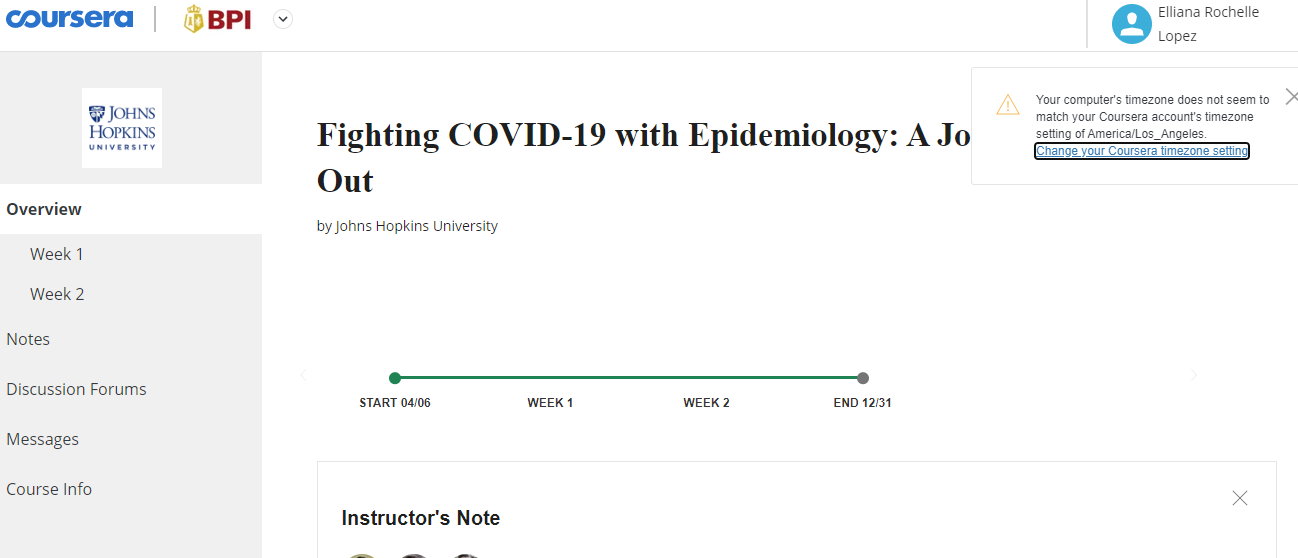 coursera
BPI
Elliana Rochelle
Lopez
JOHNS
HOPKINS
UNIVERSITY
Overview
Week 1
Week 2
Notes
Discussion Forums
Messages
Course Info
Fighting COVID-19 with Epidemiology: A Jo
Out
by Johns Hopkins University
Your computer's timezone does not seem to
match your Coursera account's timezone
setting of America/Los_Angeles.
Change your Coursera timezone setting
START 04/06
WEEK 1
WEEK 2
END 12/31
Instructor's Note